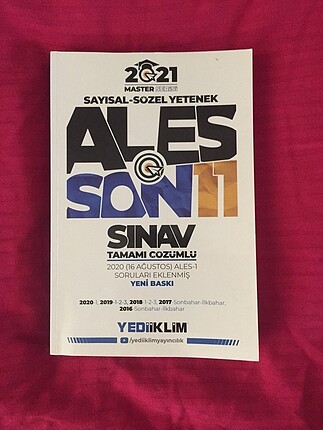 2021
MASTER SERİSİ
SAYISAL-SÖZEL YETENEK
ALES
SON 11
SINAV
TAMAMI ÇÖZÜMLÜ
2020 (16 AĞUSTOS) ALES-1
SORULARI EKLENMİŞ
YENİ BASKI
2020-1, 2019-1-2-3, 2018-1-2-3, 2017-Sonbahar-İlkbahar,
2016-Sonbahar-İlkbahar
YEDİİKLİM
/yediiklimyayincilik